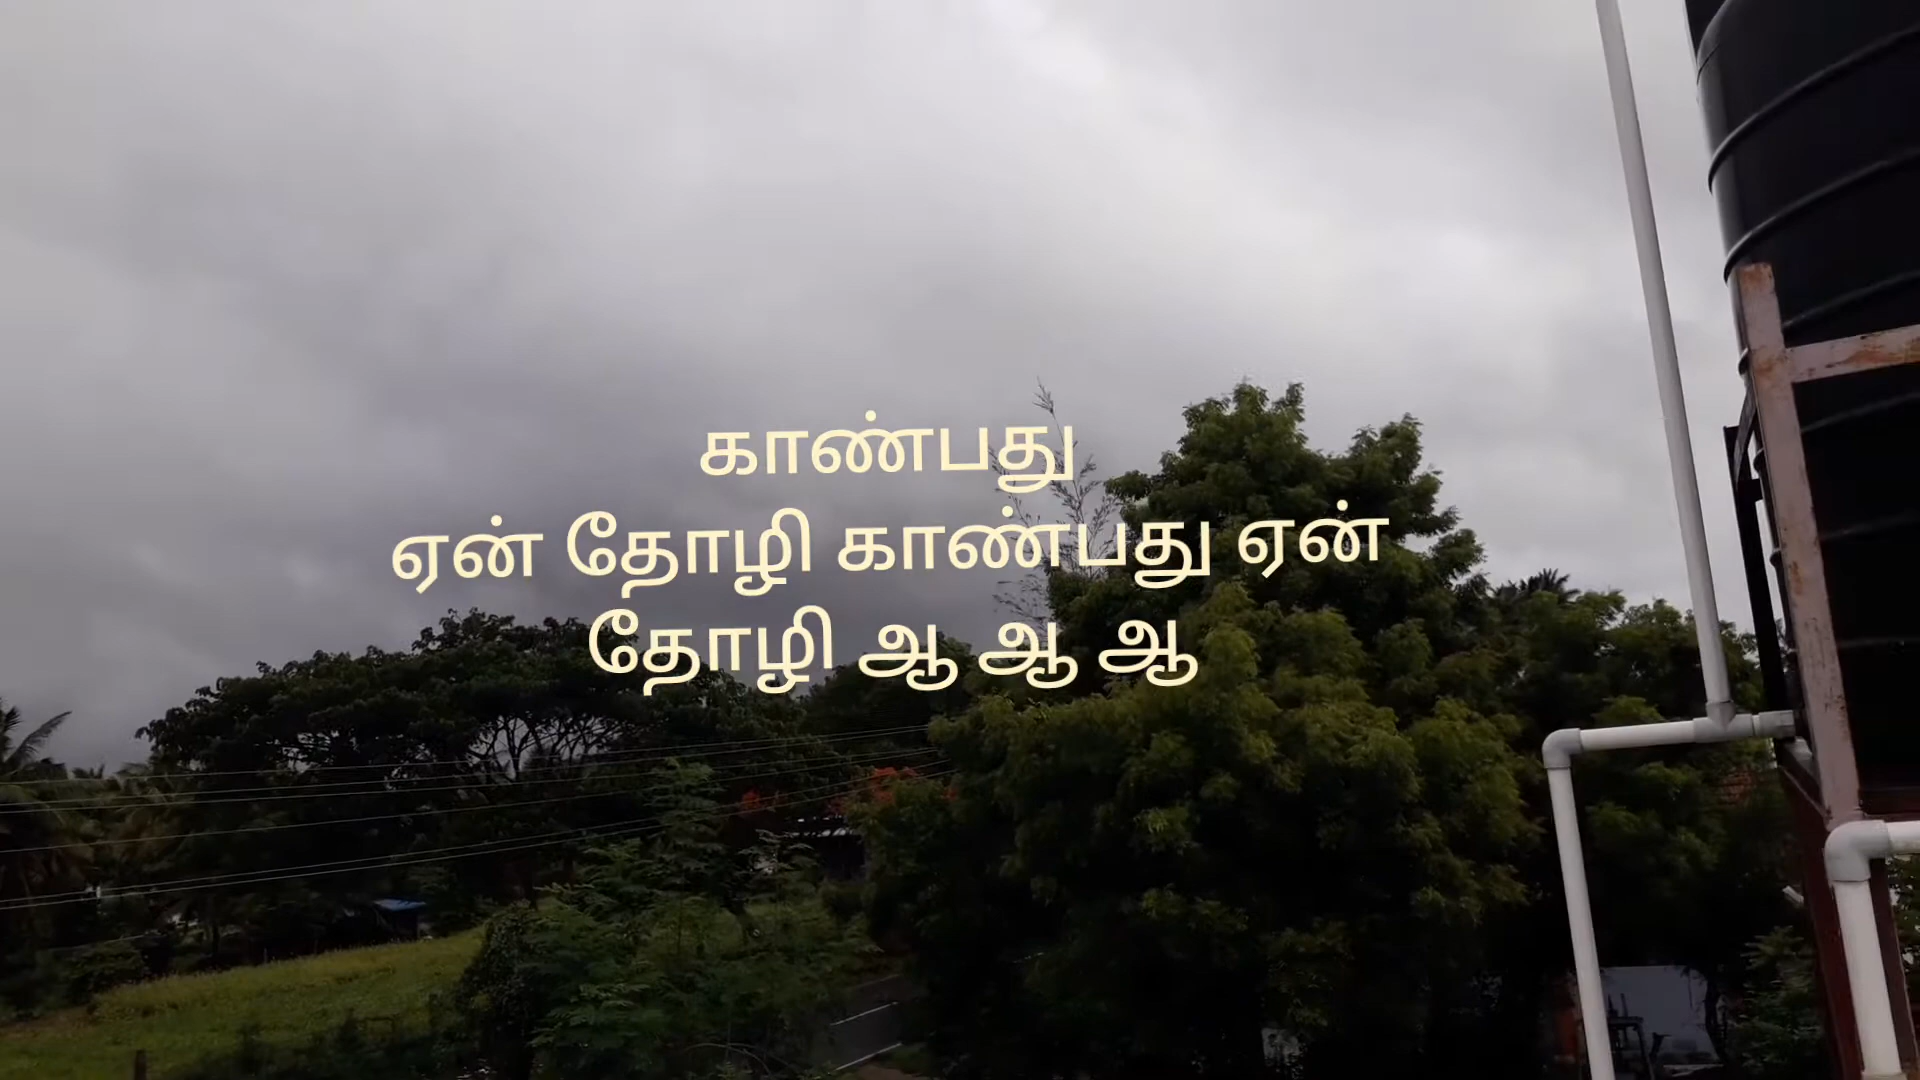 காண்பது
ஏன் தோழி காண்பது ஏன்
தோழி ஆ ஆ ஆ